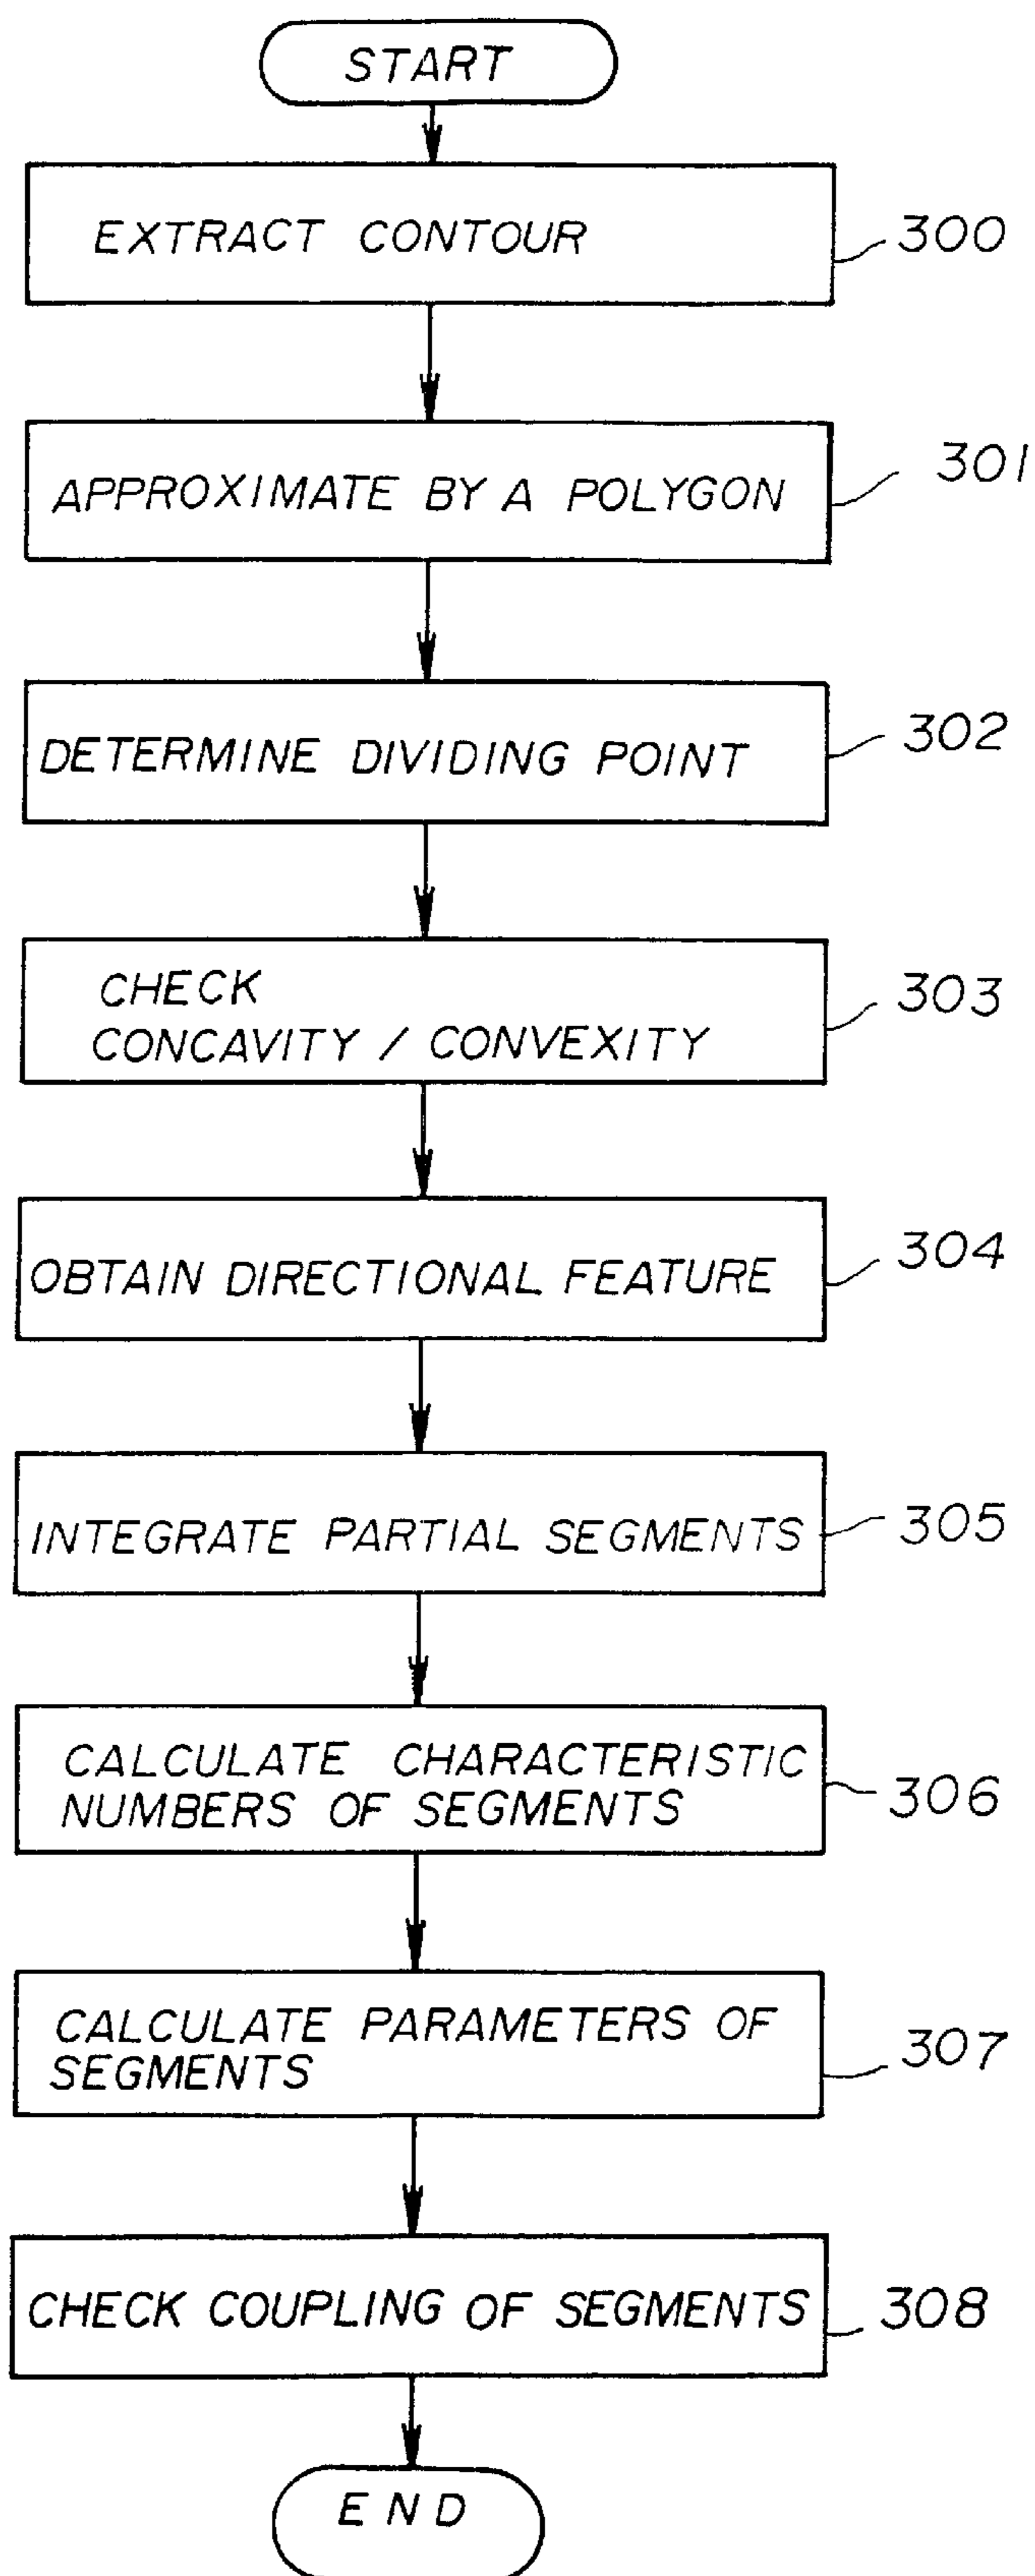 START
EXTRACT CONTOUR
300
APPROXIMATE BY A POLYGON
301
DETERMINE DIVIDING POINT
302
CHECK
CONCAVITY / CONVEXITY
303
OBTAIN DIRECTIONAL FEATURE
304
INTEGRATE PARTIAL SEGMENTS
305
CALCULATE CHARACTERISTIC
NUMBERS OF SEGMENTS
306
CALCULATE PARAMETERS OF
SEGMENTS
307
CHECK COUPLING OF SEGMENTS
308
END